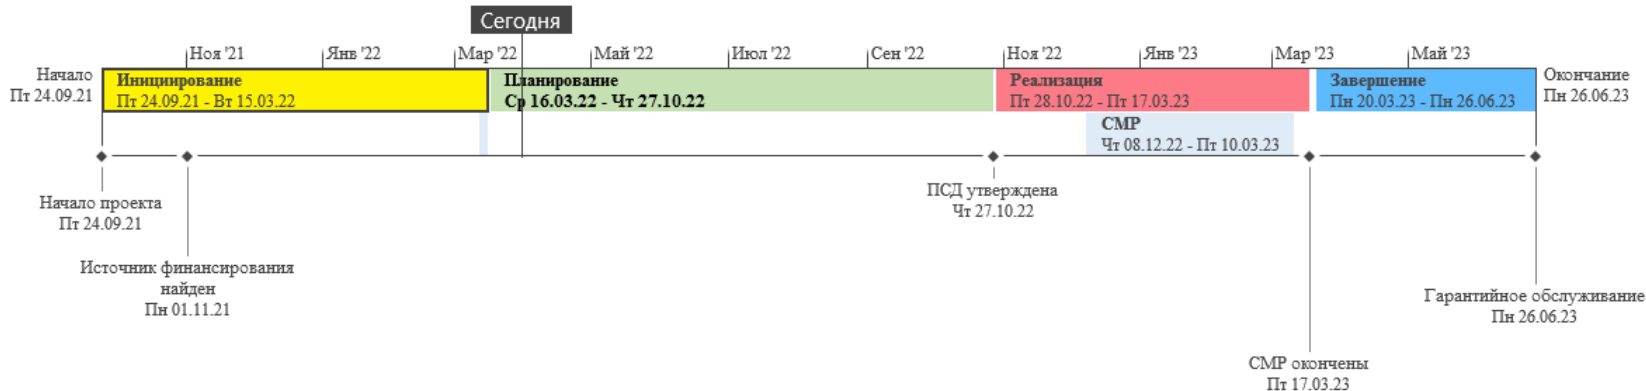 Сегодня
Ноя '21
Янв '22
Мар '22
Май '22
Июл '22
Сен '22
Ноя '22
Янв '23
Мар '23
Май '23
Начало
Пт 24.09.21
Инициирование
Пт 24.09.21 - Вт 15.03.22
Планирование
Ср 16.03.22 - Чт 27.10.22
Реализация
Пт 28.10.22 - Пт 17.03.23
Завершение
Пн 20.03.23 - Пн 26.06.23
Окончание
Пн 26.06.23
СМР
Чт 08.12.22 - Пт 10.03.23
Начало проекта
Пт 24.09.21
Источник финансирования
найден
Пн 01.11.21
ПСД утверждена
Чт 27.10.22
СМР окончены
Пт 17.03.23
Гарантийное обслуживание
Пн 26.06.23